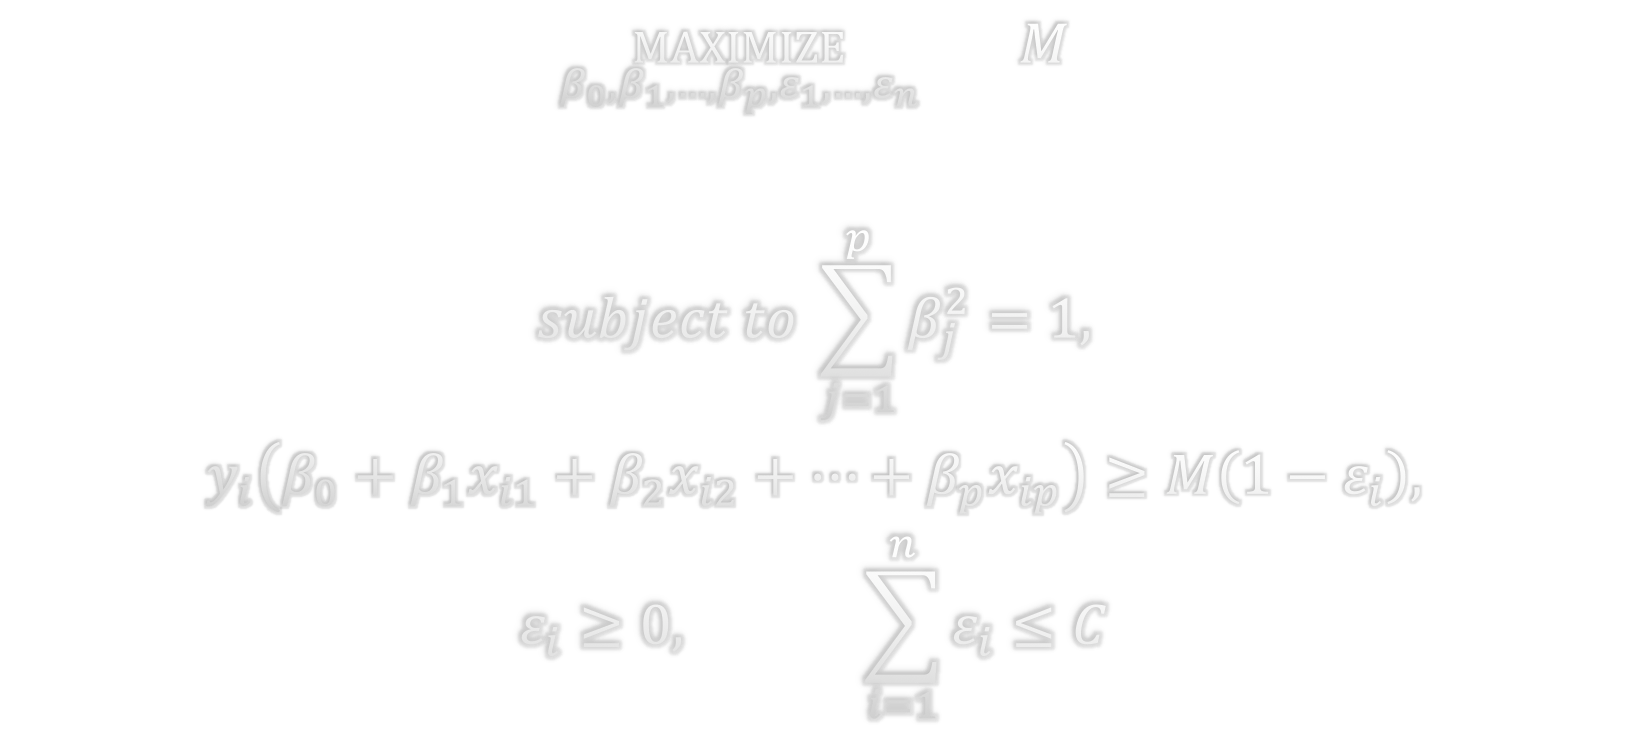 MAXIMIZE M
β₀,β₁,…,βₚ,ε₁,…,εₙ
p
subject to ∑ βⱼ² = 1,
j=1
yᵢ(β₀ + β₁xᵢ₁ + β₂xᵢ₂ + ⋯ + βₚxᵢₚ) ≥ M(1 − εᵢ),
n
εᵢ ≥ 0, ∑ εᵢ ≤ C
i=1